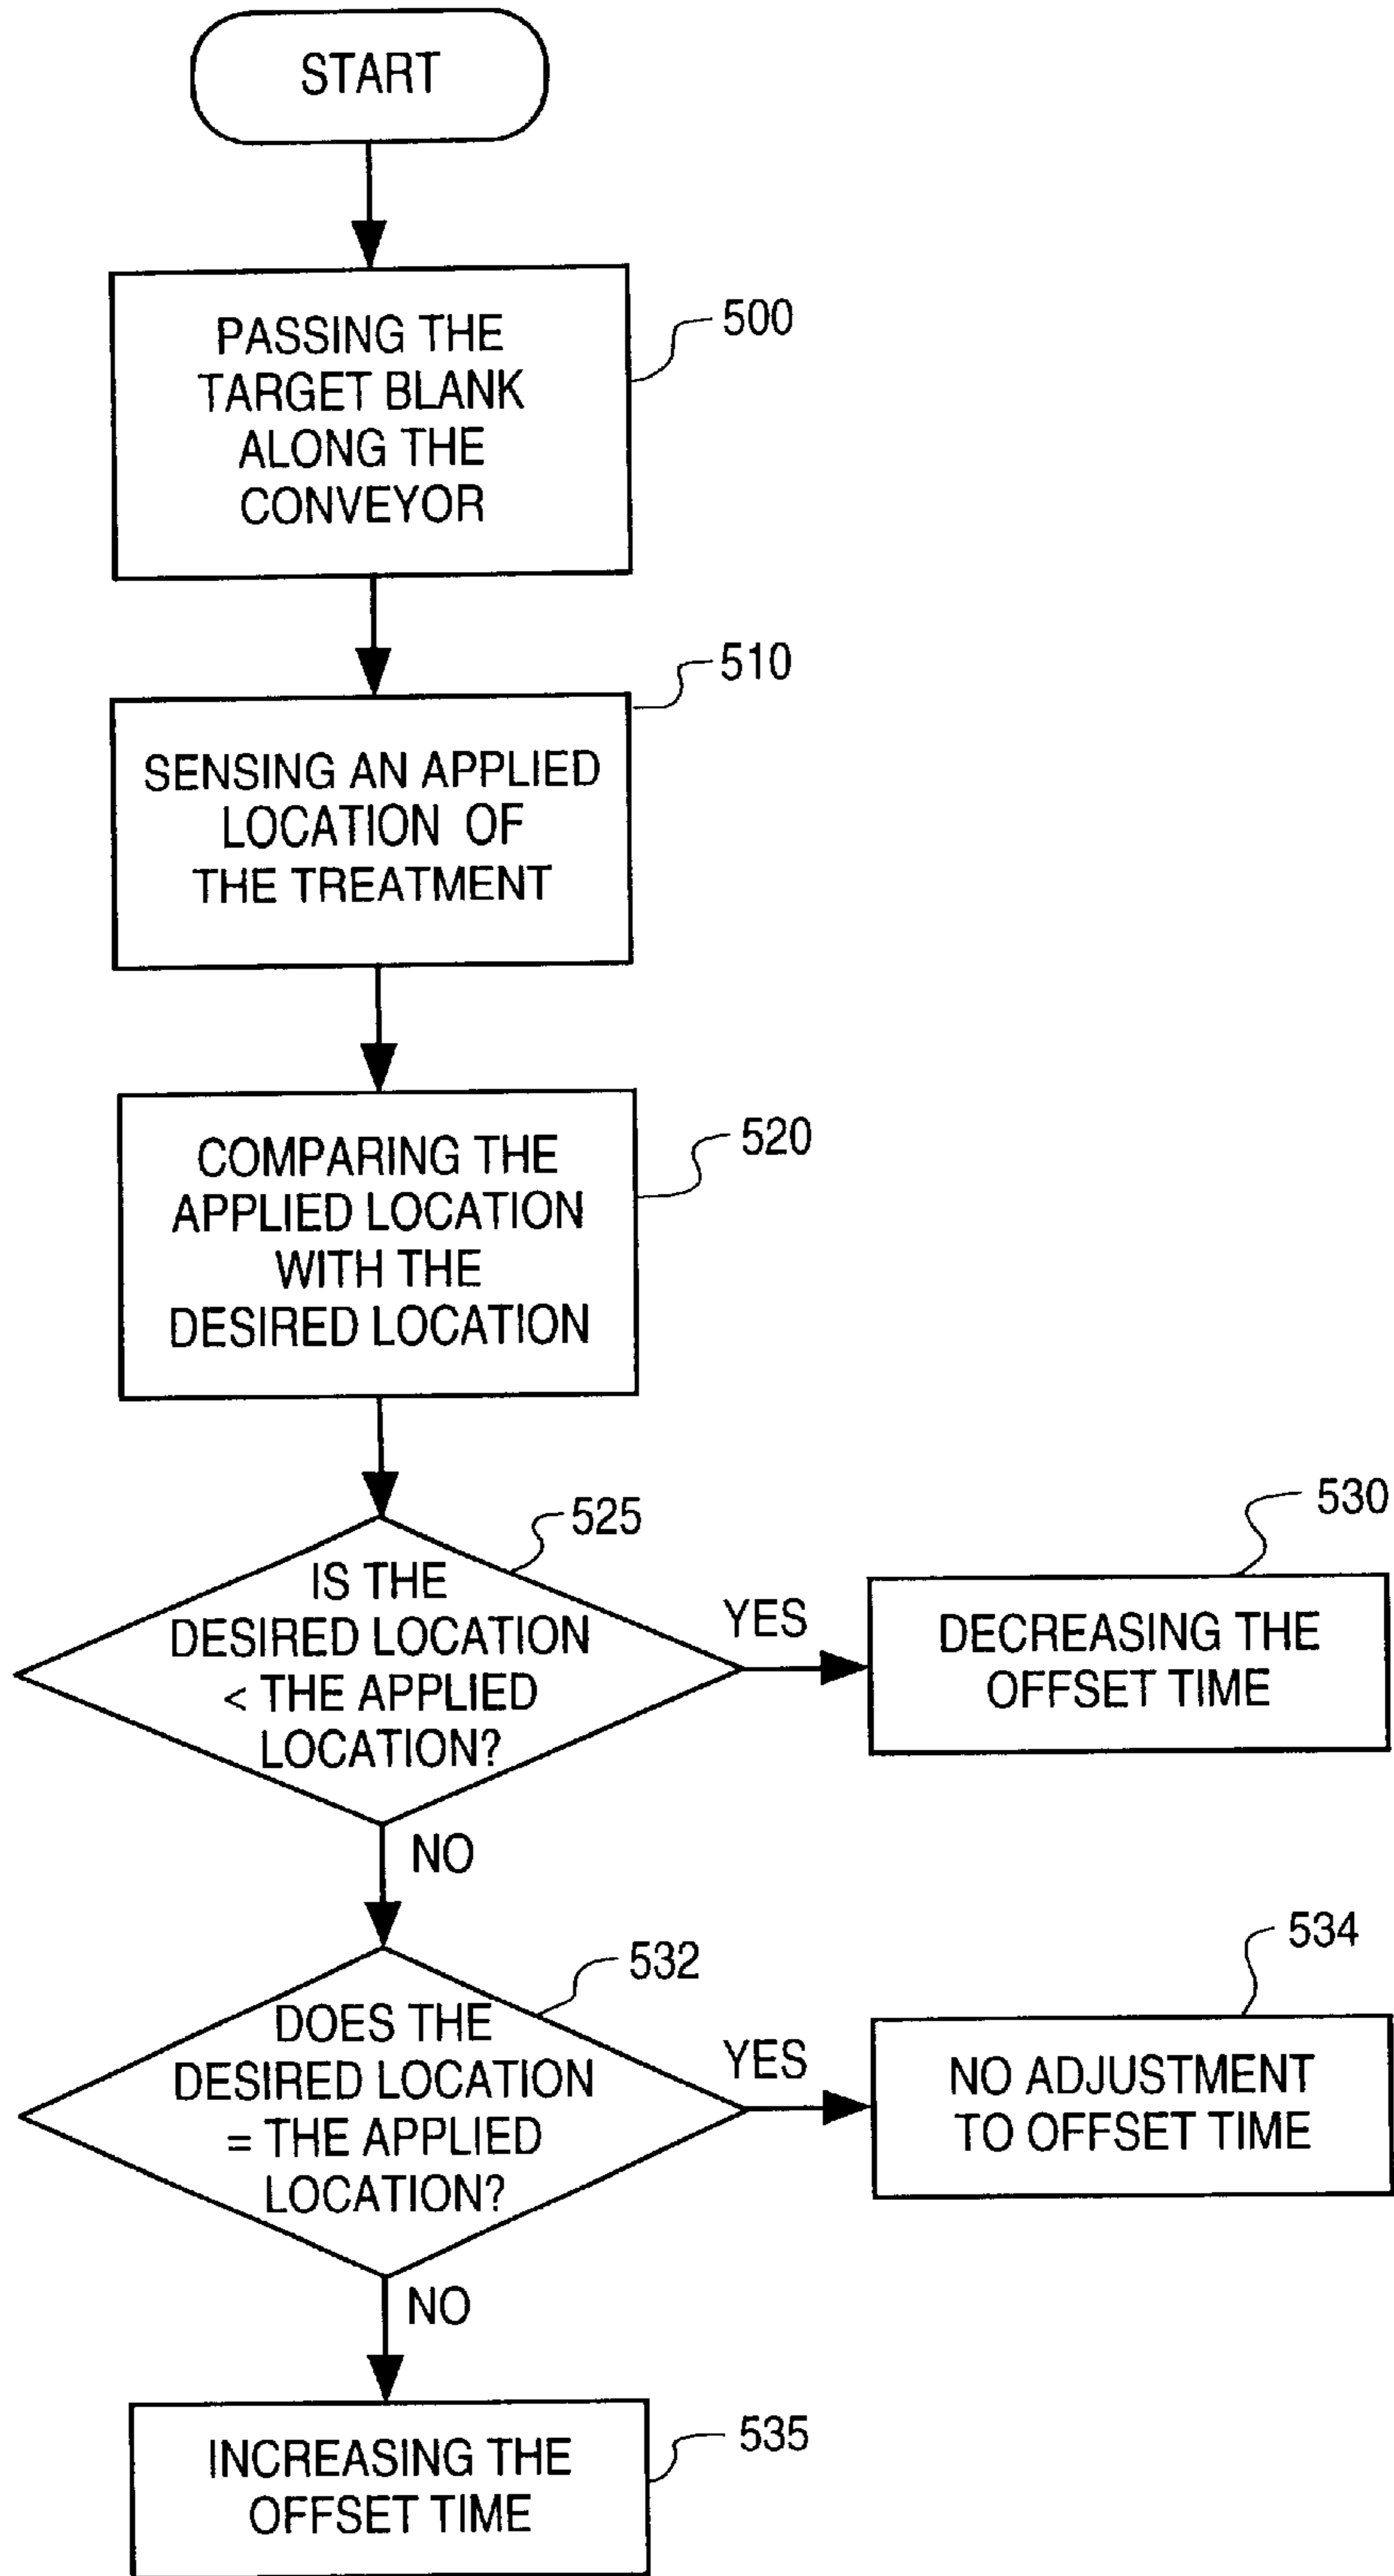 START
PASSING THE
TARGET BLANK
ALONG THE
CONVEYOR
500
SENSING AN APPLIED
LOCATION OF
THE TREATMENT
510
COMPARING THE
APPLIED LOCATION
WITH THE
DESIRED LOCATION
520
IS THE
DESIRED LOCATION
< THE APPLIED
LOCATION?
525
YES
DECREASING THE
OFFSET TIME
530
NO
DOES THE
DESIRED LOCATION
= THE APPLIED
LOCATION?
532
YES
NO ADJUSTMENT
TO OFFSET TIME
534
NO
INCREASING THE
OFFSET TIME
535